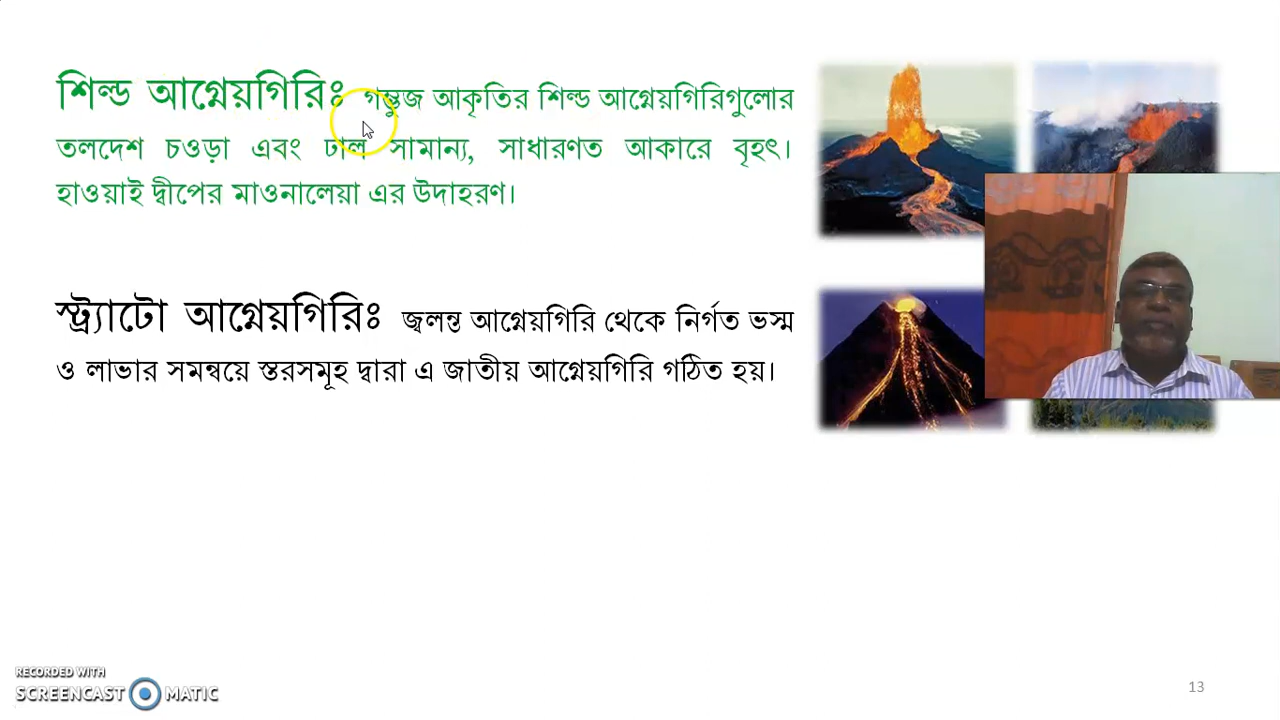 শিল্ড আগ্নেয়গিরিঃ গম্বুজ আকৃতির শিল্ড আগ্নেয়গিরিগুলোর
তলদেশ চওড়া এবং ঢাল সামান্য, সাধারণত আকারে বৃহৎ।
হাওয়াই দ্বীপের মাওনালেয়া এর উদাহরণ।
স্ট্র্যাটো আগ্নেয়গিরিঃ জ্বলন্ত আগ্নেয়গিরি থেকে নির্গত ভস্ম
ও লাভার সমন্বয়ে স্তরসমূহ দ্বারা এ জাতীয় আগ্নেয়গিরি গঠিত হয়।
RECORDED WITH
SCREENCAST MATIC
13